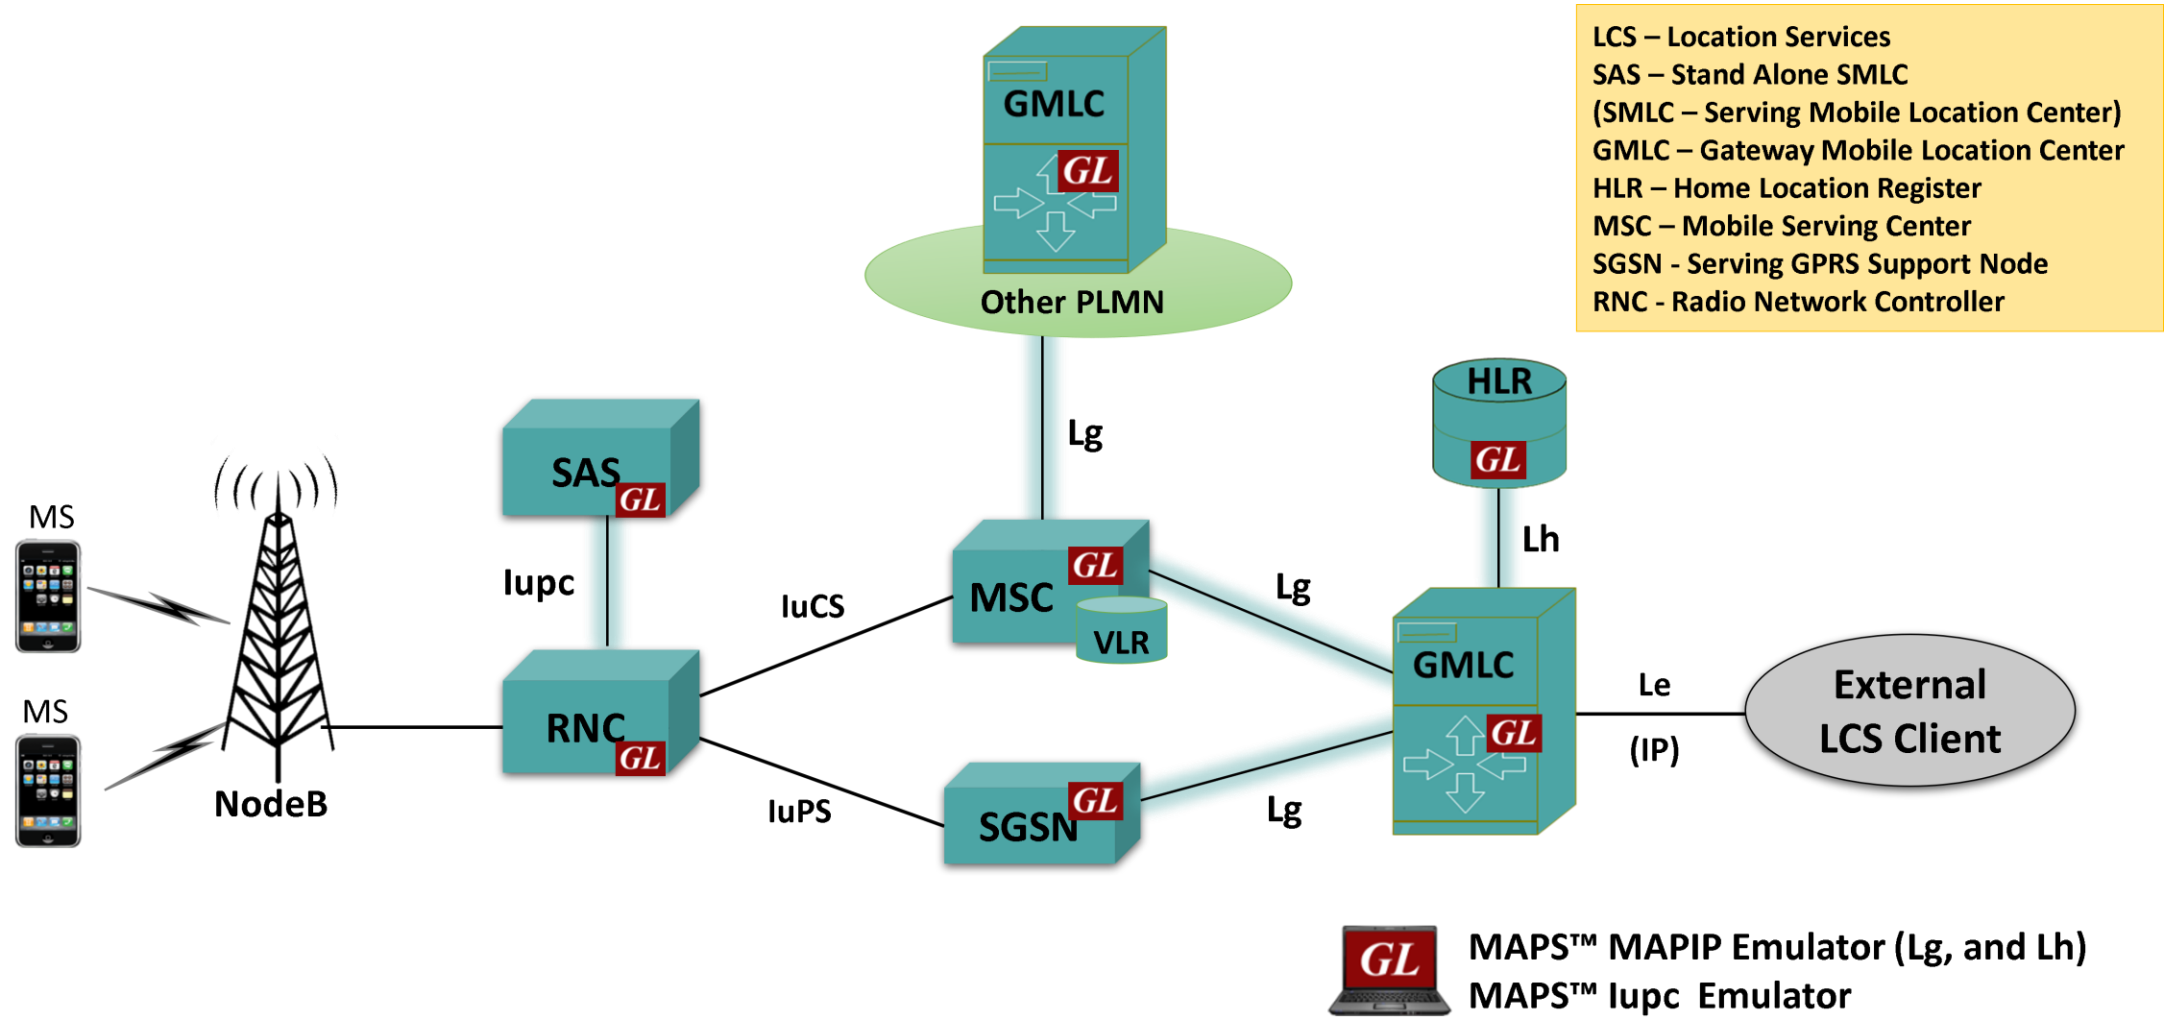 LCS – Location Services
SAS – Stand Alone SMLC
(SMLC – Serving Mobile Location Center)
GMLC – Gateway Mobile Location Center
HLR – Home Location Register
MSC – Mobile Serving Center
SGSN - Serving GPRS Support Node
RNC - Radio Network Controller
GMLC
GL
Other PLMN
Lg
HLR
GL
Lh
SAS
GL
Iupc
MS
MS
NodeB
RNC
GL
IuCS
IuPS
MSC
GL
VLR
SGSN
GL
Lg
Lg
GMLC
GL
Le
(IP)
External
LCS Client
GL
MAPS™ MAPIP Emulator (Lg, and Lh)
MAPS™ Iupc Emulator